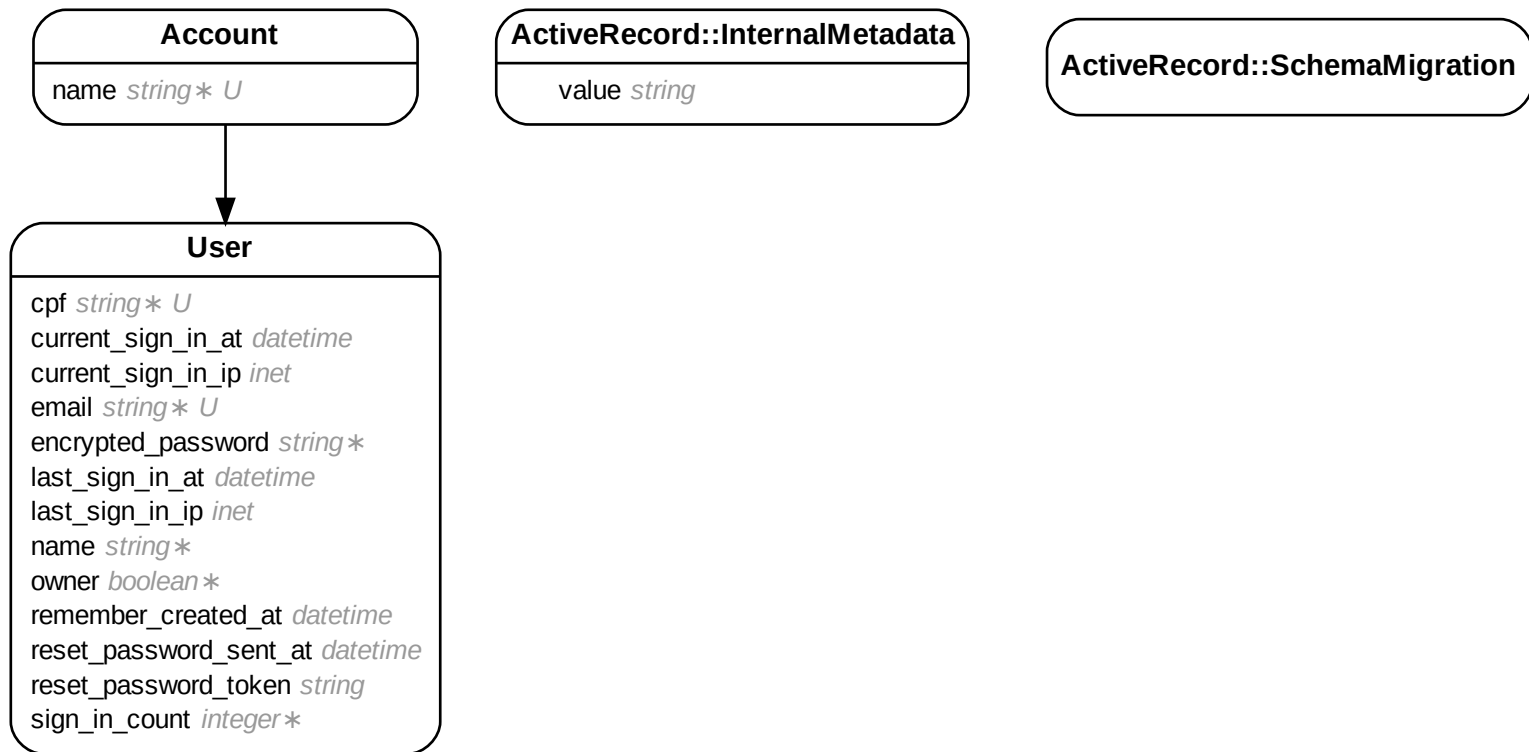 Account
name string∗ U
ActiveRecord::InternalMetadata
value string
ActiveRecord::SchemaMigration
User
cpf string∗ U
current_sign_in_at datetime
current_sign_in_ip inet
email string∗ U
encrypted_password string∗
last_sign_in_at datetime
last_sign_in_ip inet
name string∗
owner boolean∗
remember_created_at datetime
reset_password_sent_at datetime
reset_password_token string
sign_in_count integer∗